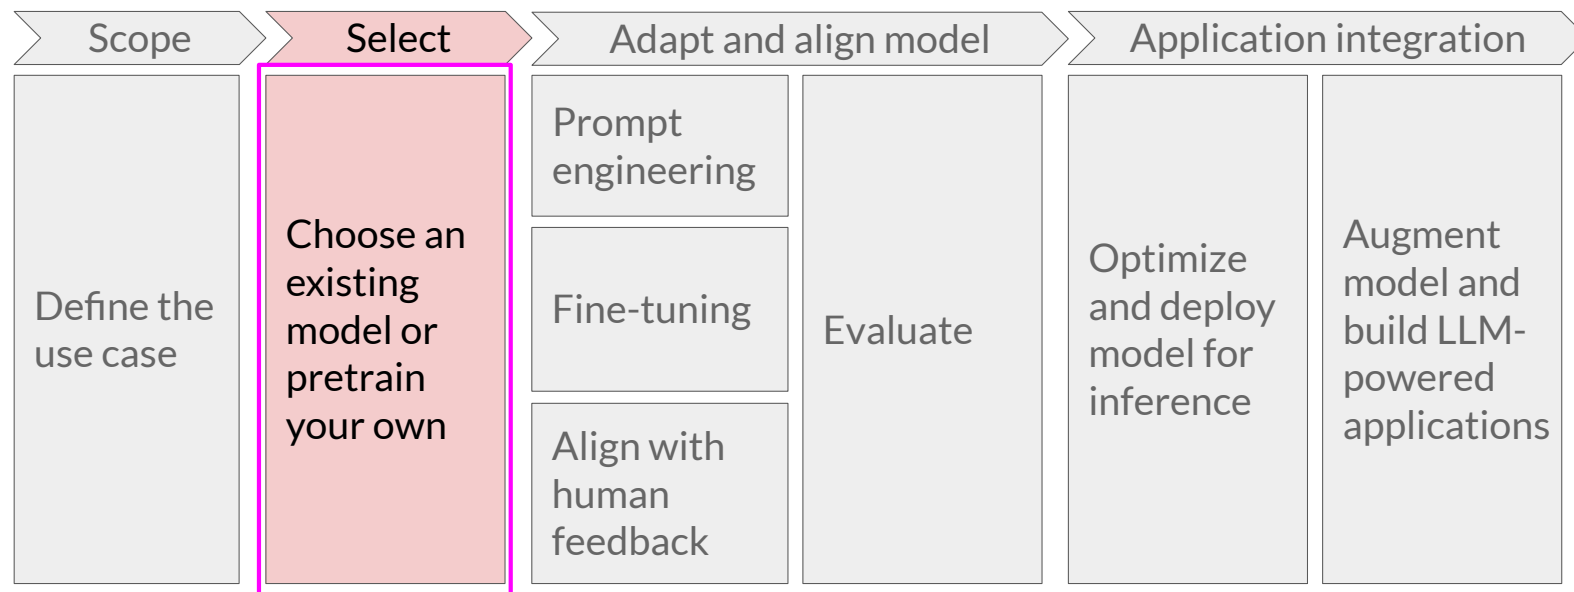 Scope
Select
Adapt and align model
Application integration
Define the
use case
Choose an
existing
model or
pretrain
your own
Prompt
engineering
Fine-tuning
Align with
human
feedback
Evaluate
Optimize
and deploy
model for
inference
Augment
model and
build LLM-
powered
applications